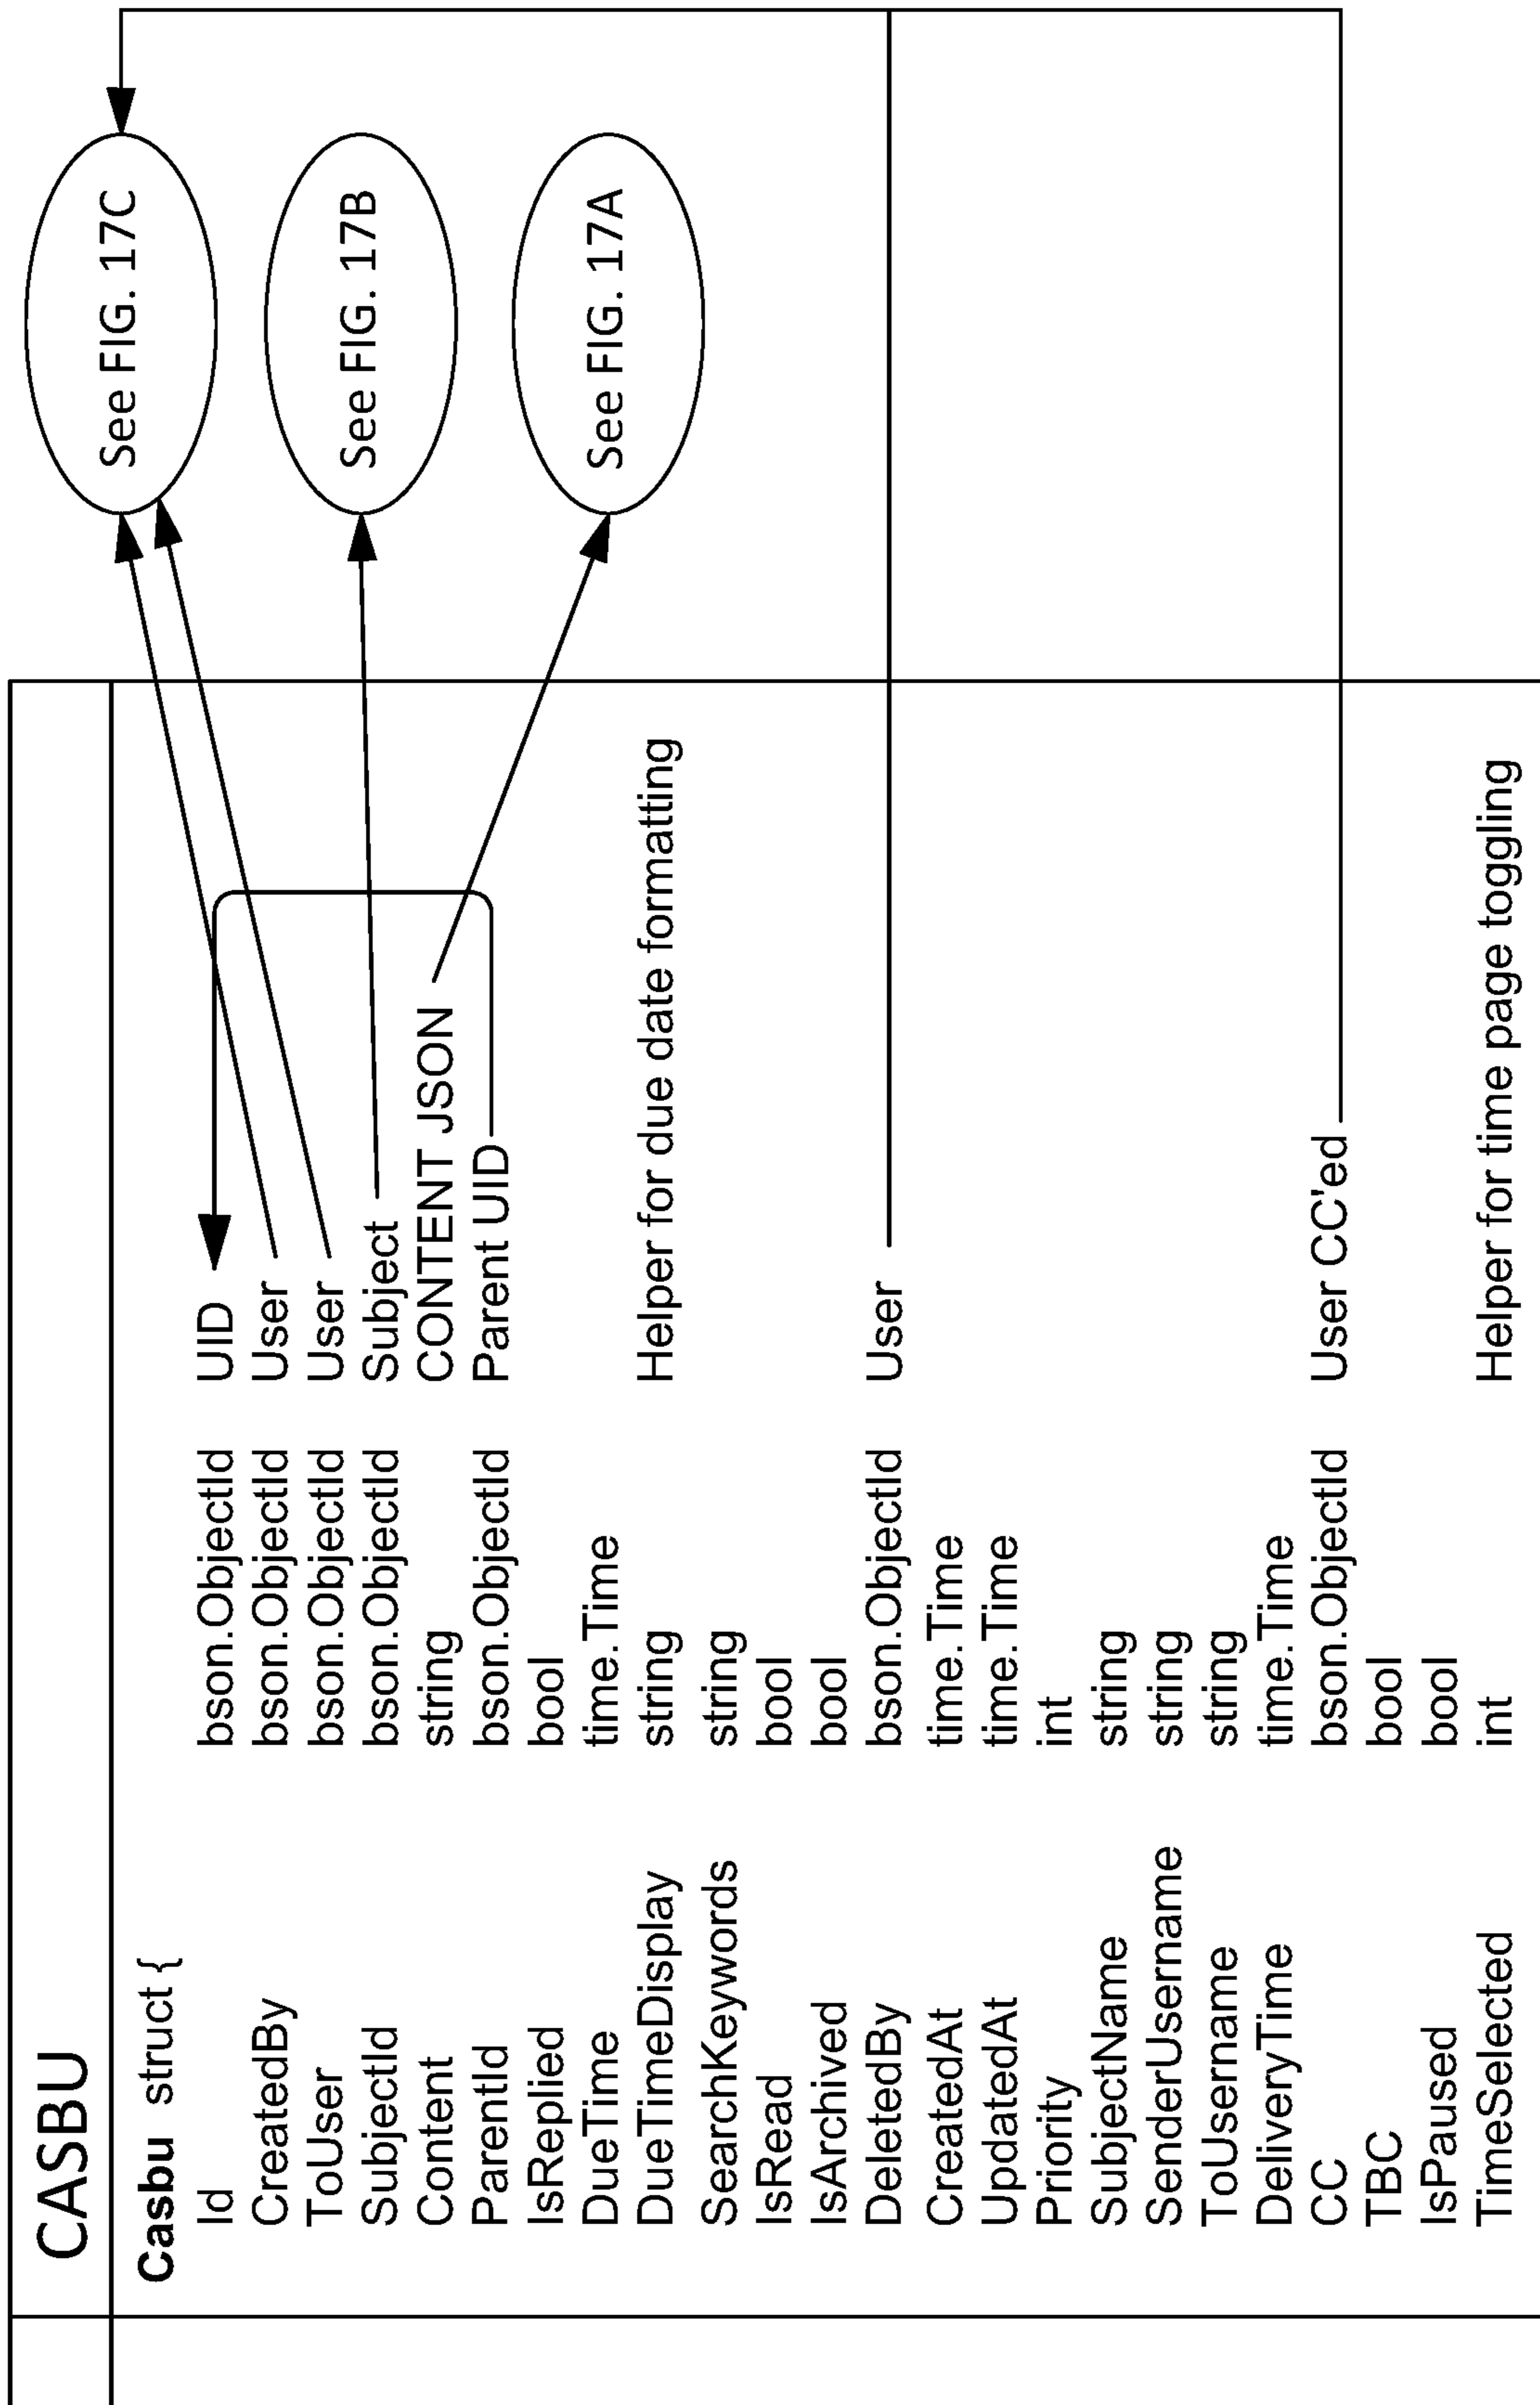 CASBU
Casbu struct {
Id bson.ObjectId UID
CreatedBy bson.ObjectId User
ToUser bson.ObjectId User
SubjectId bson.ObjectId Subject
Content string CONTENT JSON
ParentId bson.ObjectId Parent UID
IsReplied bool
DueTime time.Time
DueTimeDisplay string Helper for due date formatting
SearchKeywords string
IsRead bool
IsArchived bool
DeletedBy bson.ObjectId User
CreatedAt time.Time
UpdatedAt time.Time
Priority int
SubjectName string
SenderUsername string
ToUsername string
DeliveryTime time.Time
CC bson.ObjectId User CC'ed
TBC bool
IsPaused bool
TimeSelected int Helper for time page toggling
See FIG. 17C
See FIG. 17B
See FIG. 17A